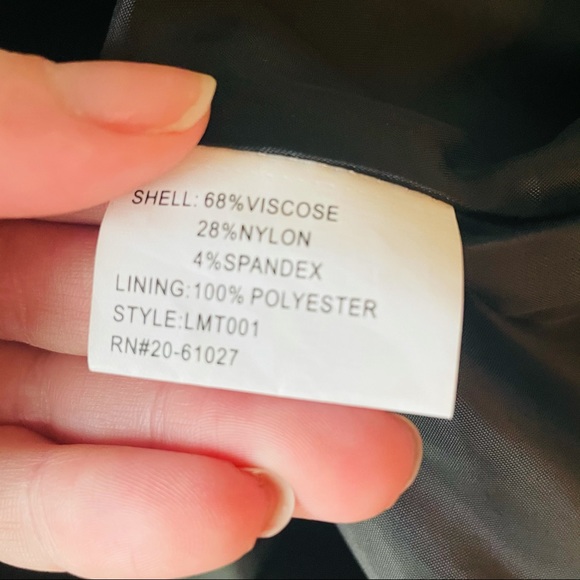 SHELL: 68%VISCOSE
28%NYLON
4%SPANDEX
LINING:100% POLYESTER
STYLE:LMT001
RN#20-61027